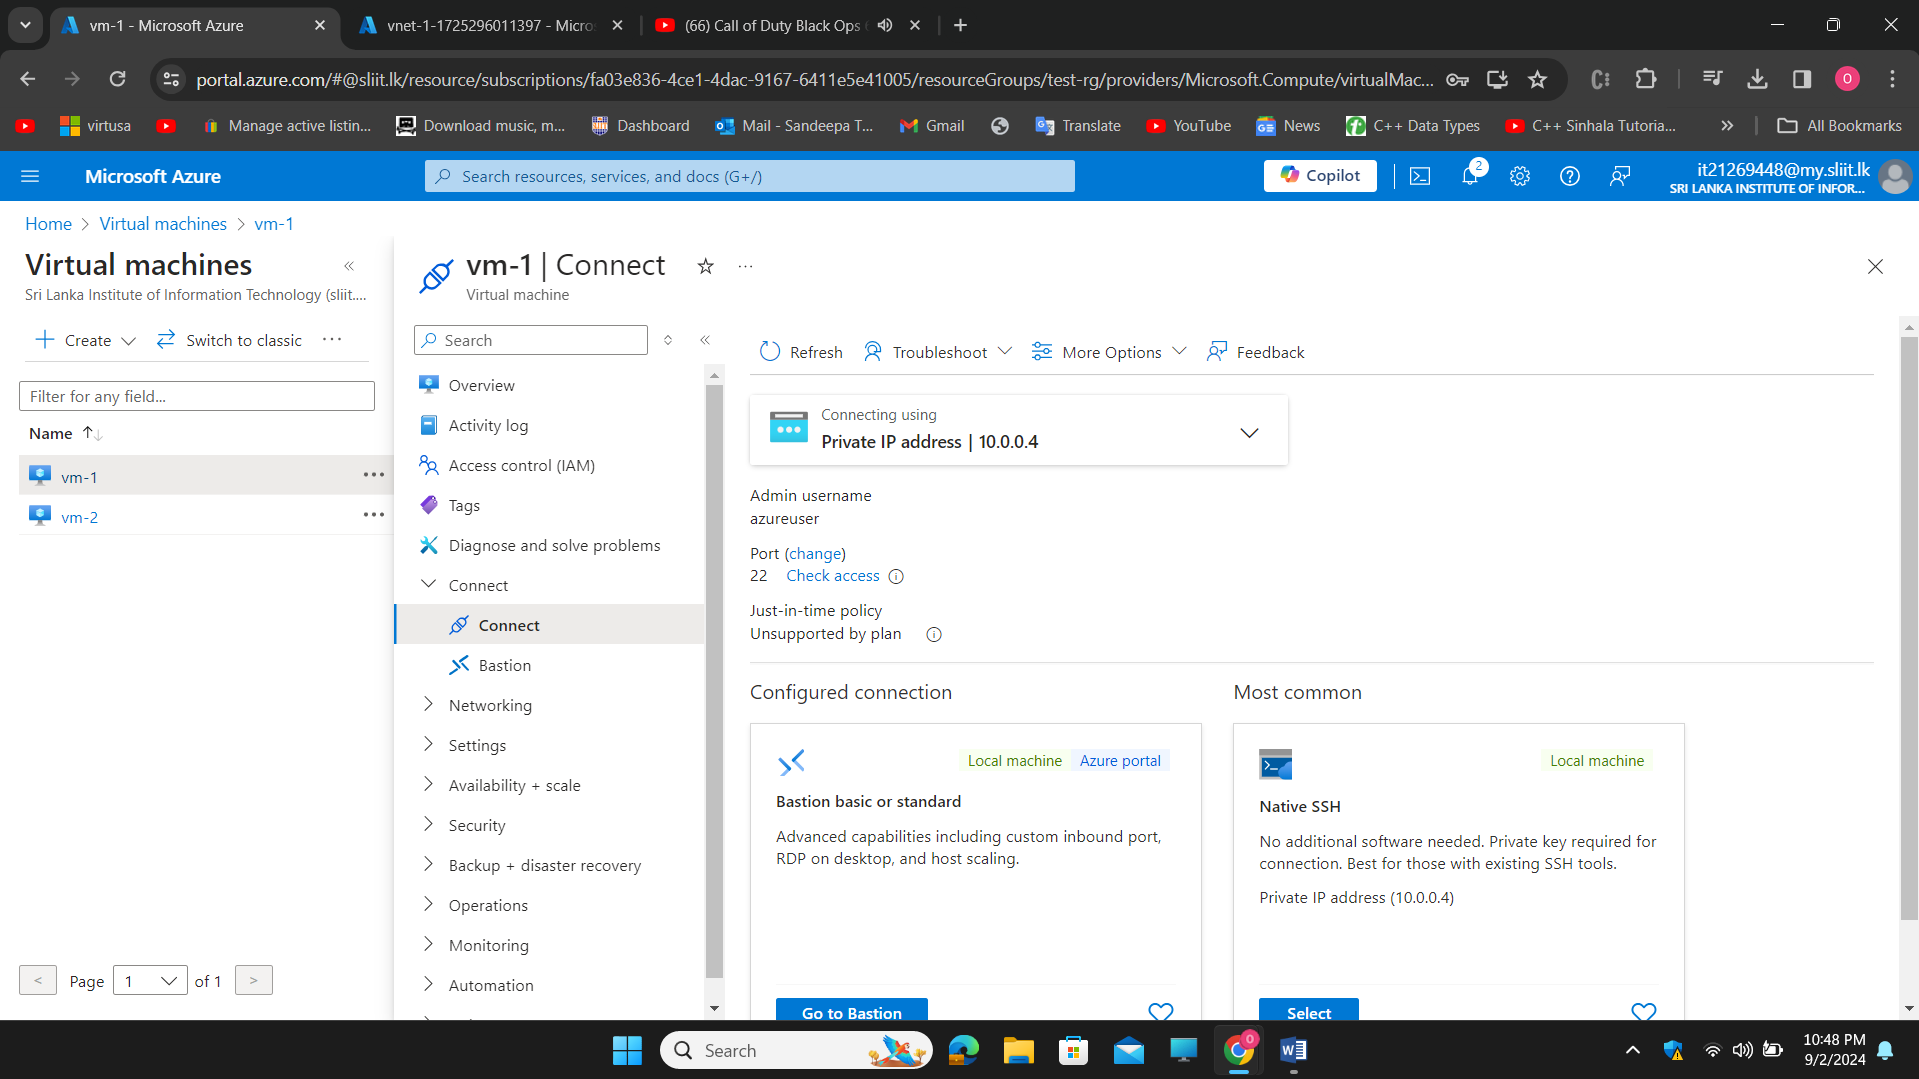 vm-1 - Microsoft Azure
vnet-1-1725296011397 - Micro
(66) Call of Duty Black Ops
portal.azure.com/#@sliit.lk/resource/subscriptions/fa03e836-4ce1-4dac-9167-6411e5e41005/resourceGroups/test-rg/providers/Microsoft.Compute/virtualMac...
O
virtusa
Manage active listin...
Download music, m...
Dashboard
Mail - Sandeepa T...
Gmail
Translate
YouTube
News
C++ Data Types
C++ Sinhala Tutoria...
All Bookmarks
Microsoft Azure
Search resources, services, and docs (G+/)
Copilot
2
it21269448@my.sliit.lk
SRI LANKA INSTITUTE OF INFOR...
Home > Virtual machines > vm-1
Virtual machines
Sri Lanka Institute of Information Technology (sliit....
Create
Switch to classic
Filter for any field...
Name
vm-1
vm-2
< Page 1 of 1 >
vm-1 | Connect
Virtual machine
Search
Overview
Activity log
Access control (IAM)
Tags
Diagnose and solve problems
Connect
Connect
Bastion
Networking
Settings
Availability + scale
Security
Backup + disaster recovery
Operations
Monitoring
Automation
Refresh
Troubleshoot
More Options
Feedback
Connecting using
Private IP address | 10.0.0.4
Admin username
azureuser
Port (change)
22 Check access
Just-in-time policy
Unsupported by plan
Configured connection
Local machine
Azure portal
Bastion basic or standard
Advanced capabilities including custom inbound port,
RDP on desktop, and host scaling.
Go to Bastion
Most common
Local machine
Native SSH
No additional software needed. Private key required for
connection. Best for those with existing SSH tools.
Private IP address (10.0.0.4)
Select
Search
10:48 PM
9/2/2024